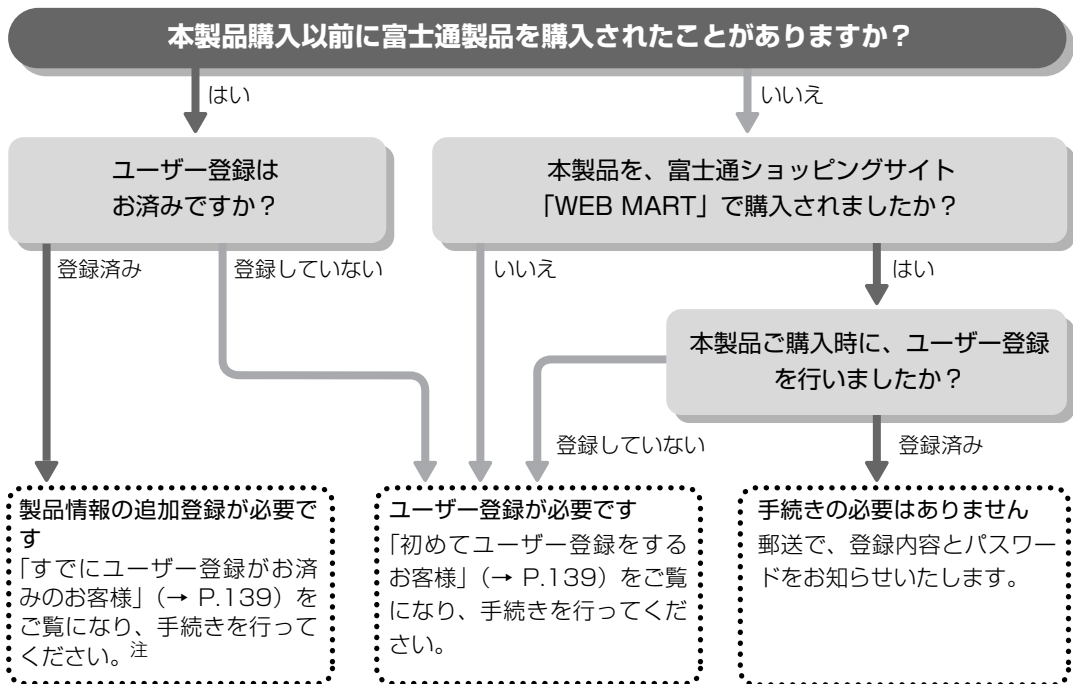 本製品購入以前に富士通製品を購入されたことがありますか？
はい
いいえ
ユーザー登録は
お済みですか？
本製品を、富士通ショッピングサイト
「WEB MART」で購入されましたか？
登録済み
登録していない
いいえ
はい
本製品ご購入時に、ユーザー登録
を行いましたか？
登録していない
登録済み
製品情報の追加登録が必要で
す
「すでにユーザー登録がお済
みのお客様」（→ P.139）を
ご覧になり、手続きを行って
ください。注
ユーザー登録が必要です
「初めてユーザー登録をする
お客様」（→ P.139）をご覧
になり、手続きを行ってくだ
さい。
手続きの必要はありません
郵送で、登録内容とパスワー
ドをお知らせいたします。